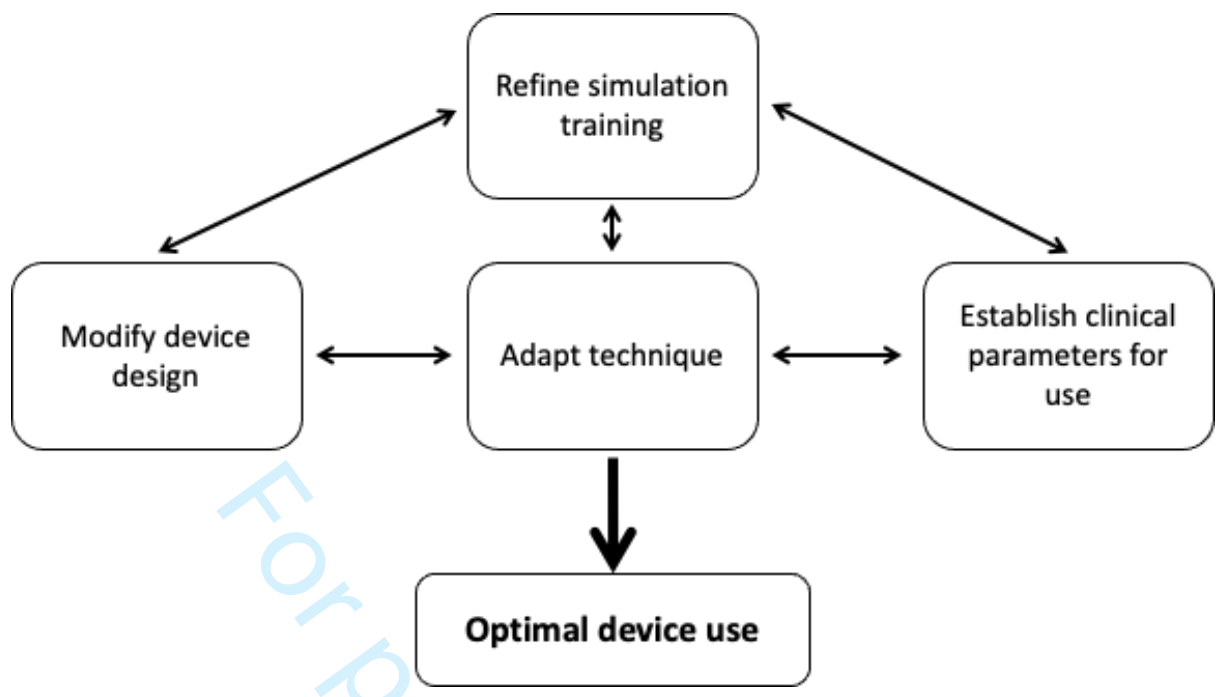 Refine simulation
training
Modify device
design
Adapt technique
Establish clinical
parameters for
use
Optimal device use
For p